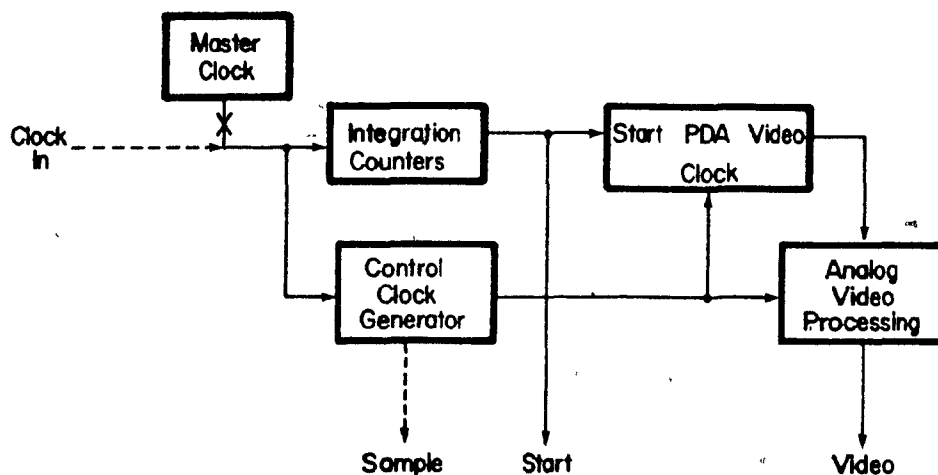 Master
Clock
Clock
In
Integration
Counters
Start PDA Video
Clock
Control
Clock
Generator
Analog
Video
Processing
Sample
Start
Video